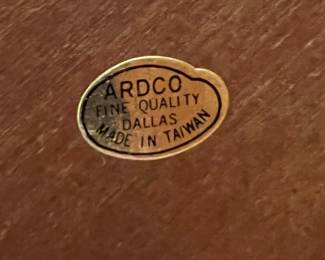 ARDCO
FINE QUALITY
DALLAS
MADE IN TAIWAN